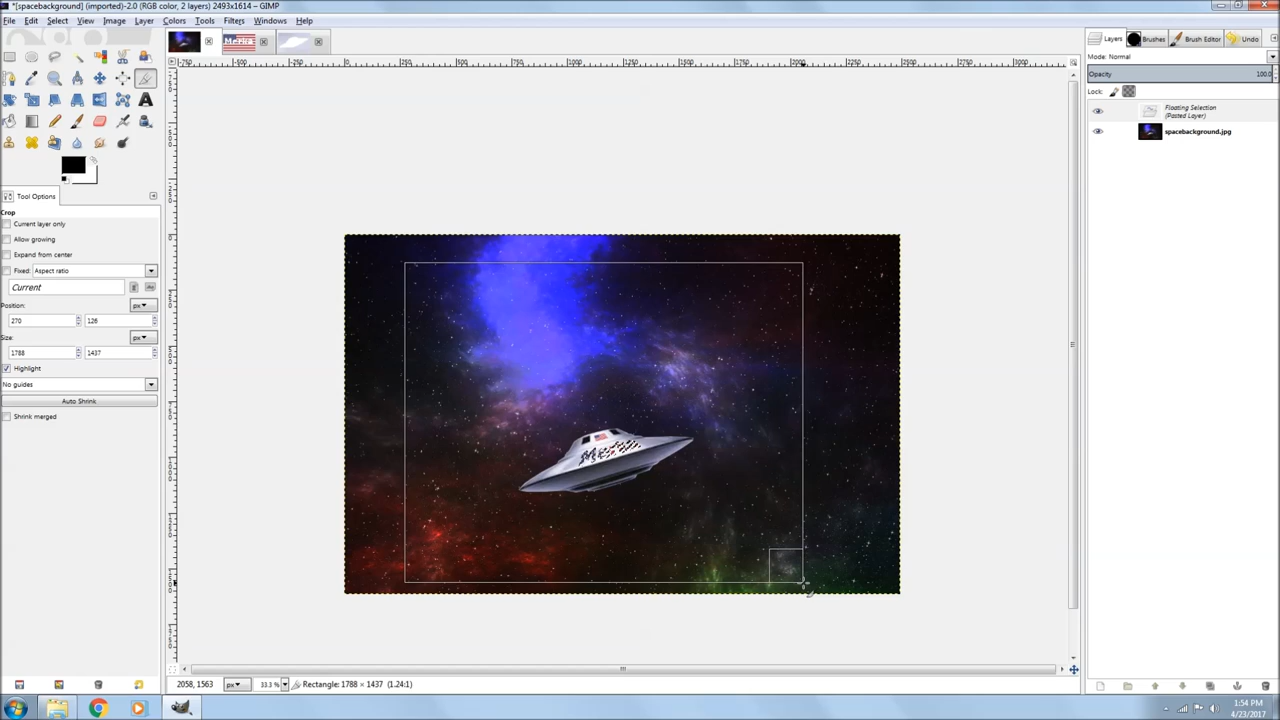 *[spacebackground] (imported)-2.0 (RGB color, 2 layers) 2493x1614 – GIMP
File Edit Select View Image Layer Colors Tools Filters Windows Help
Layers Brushes Brush Editor Undo
Mode: Normal
Opacity 100.0
Lock:
Floating Selection
(Pasted Layer)
spacebackground.jpg
Tool Options
Crop
Current layer only
Allow growing
Expand from center
Fixed: Aspect ratio
Current
Position:
px
270 126
Size:
px
1788 1437
Highlight
No guides
Auto Shrink
Shrink merged
2058, 1563 px 33.3 % Rectangle: 1788 × 1437 (1.24:1)
1:54 PM
4/23/2017